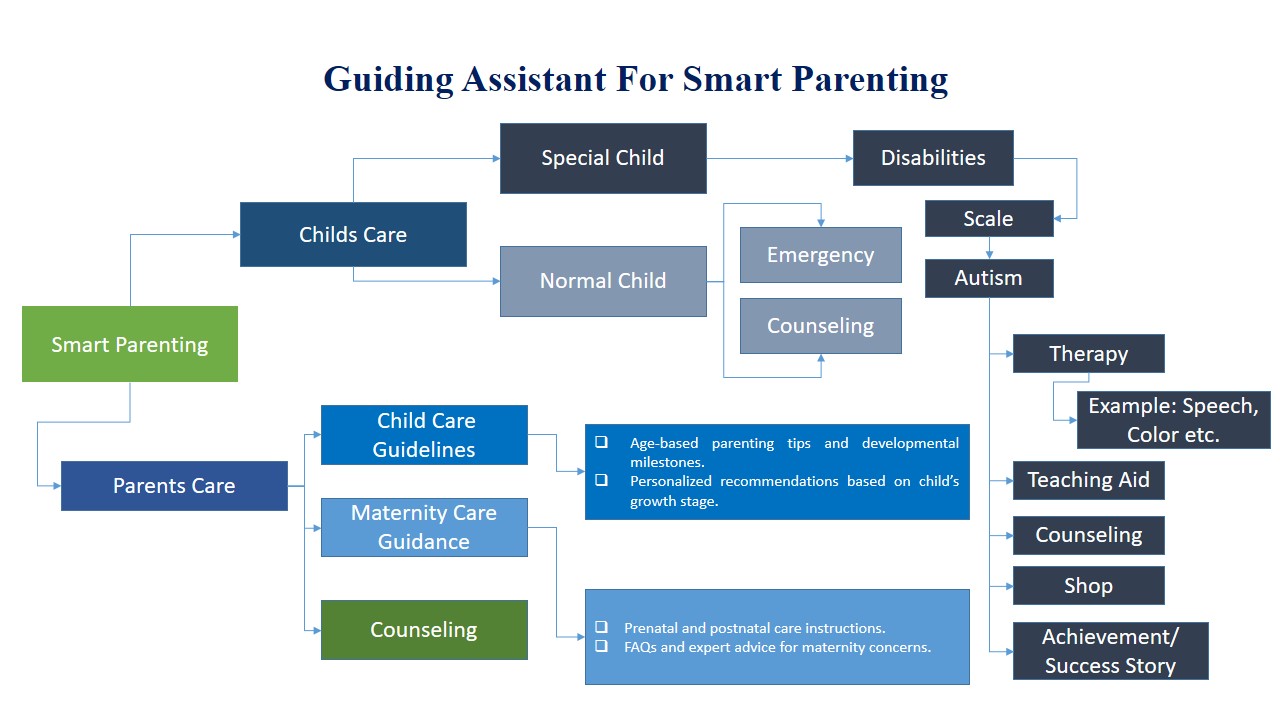 Guiding Assistant For Smart Parenting
Special Child
Disabilities
Childs Care
Scale
Normal Child
Emergency
Autism
Counseling
Smart Parenting
Therapy
Example: Speech,
Color etc.
Child Care
Guidelines
Age-based parenting tips and developmental
milestones.
Personalized recommendations based on child’s
growth stage.
Parents Care
Teaching Aid
Maternity Care
Guidance
Counseling
Shop
Counseling
Prenatal and postnatal care instructions.
FAQs and expert advice for maternity concerns.
Achievement/
Success Story